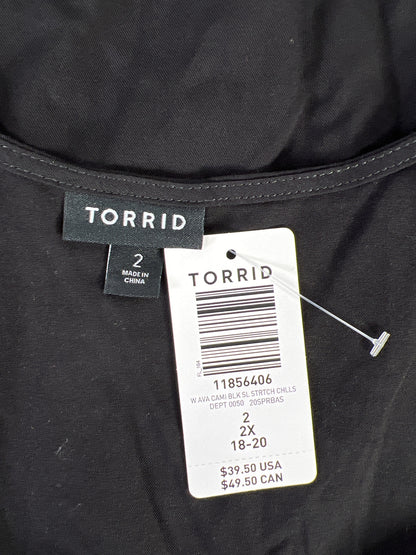 TORRID
2
MADE IN
CHINA
TORRID
FL_164
11856406
W AVA CAMI BLK SL STRTCH CHLLS
DEPT 0050 20SPRBAS
2
2X
18-20
$39.50 USA
$49.50 CAN